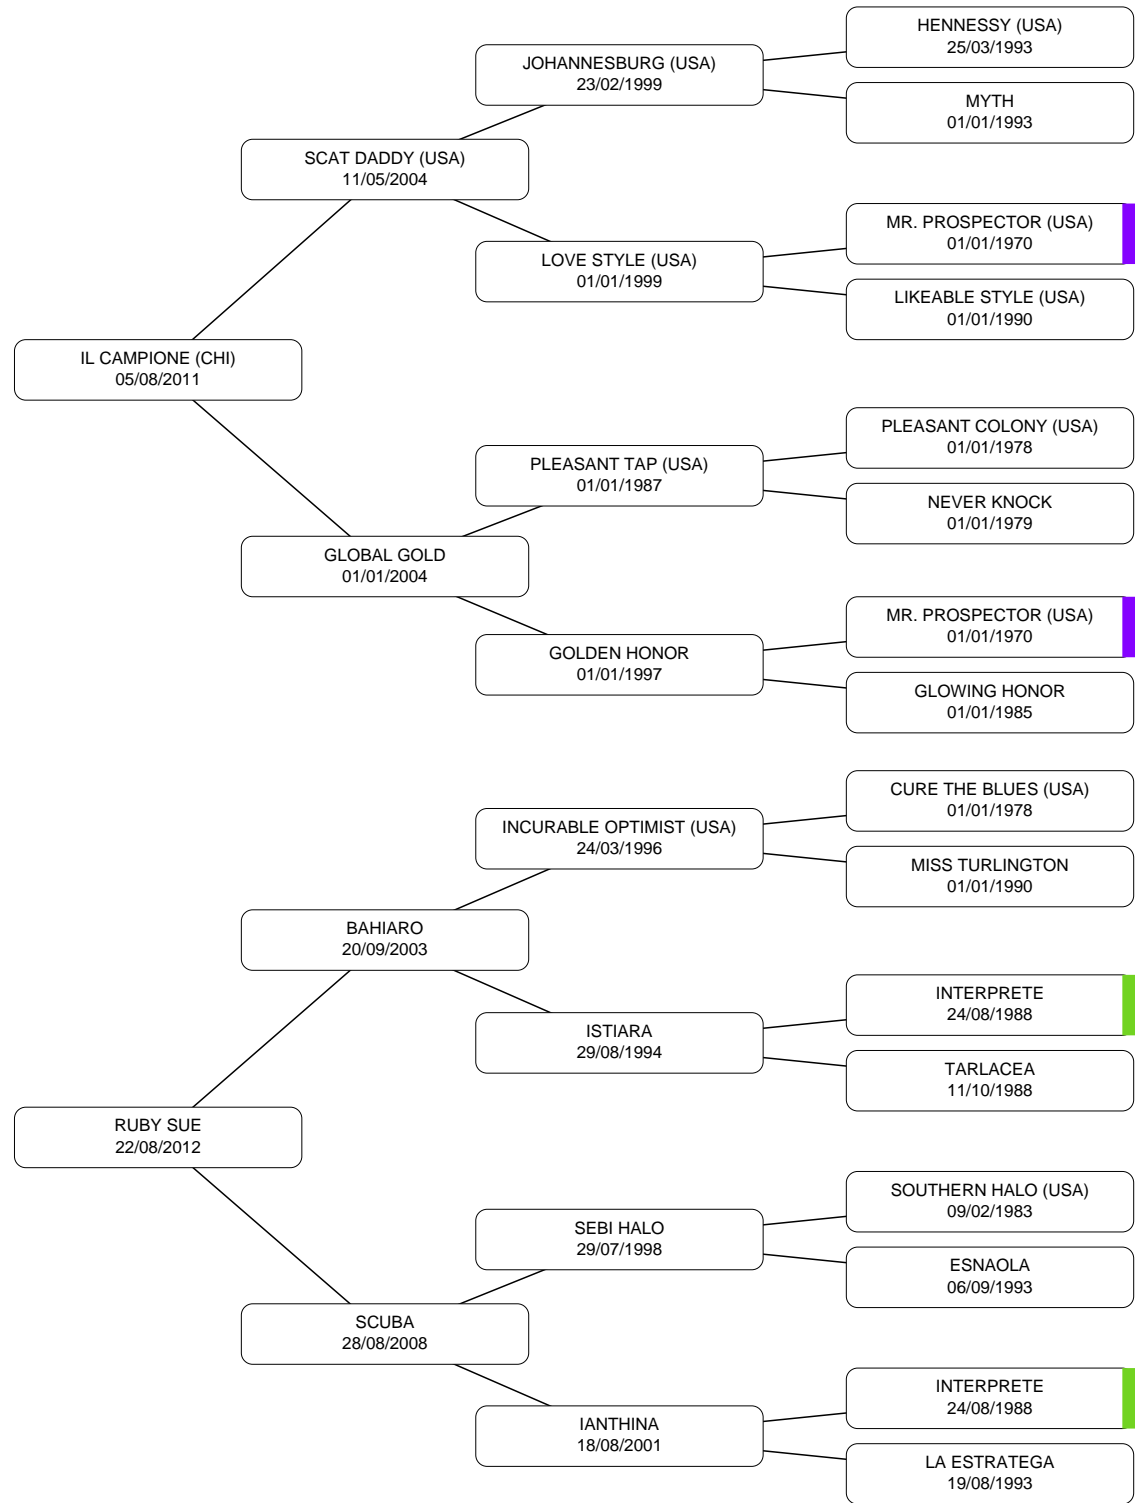 HENNESSY (USA)
25/03/1993
JOHANNESBURG (USA)
23/02/1999
MYTH
01/01/1993
SCAT DADDY (USA)
11/05/2004
MR. PROSPECTOR (USA)
01/01/1970
LOVE STYLE (USA)
01/01/1999
LIKEABLE STYLE (USA)
01/01/1990
IL CAMPIONE (CHI)
05/08/2011
PLEASANT COLONY (USA)
01/01/1978
PLEASANT TAP (USA)
01/01/1987
NEVER KNOCK
01/01/1979
GLOBAL GOLD
01/01/2004
MR. PROSPECTOR (USA)
01/01/1970
GOLDEN HONOR
01/01/1997
GLOWING HONOR
01/01/1985
CURE THE BLUES (USA)
01/01/1978
INCURABLE OPTIMIST (USA)
24/03/1996
MISS TURLINGTON
01/01/1990
BAHIARO
20/09/2003
INTERPRETE
24/08/1988
ISTIARA
29/08/1994
TARLACEA
11/10/1988
RUBY SUE
22/08/2012
SOUTHERN HALO (USA)
09/02/1983
SEBI HALO
29/07/1998
ESNAOLA
06/09/1993
SCUBA
28/08/2008
INTERPRETE
24/08/1988
IANTHINA
18/08/2001
LA ESTRATEGA
19/08/1993